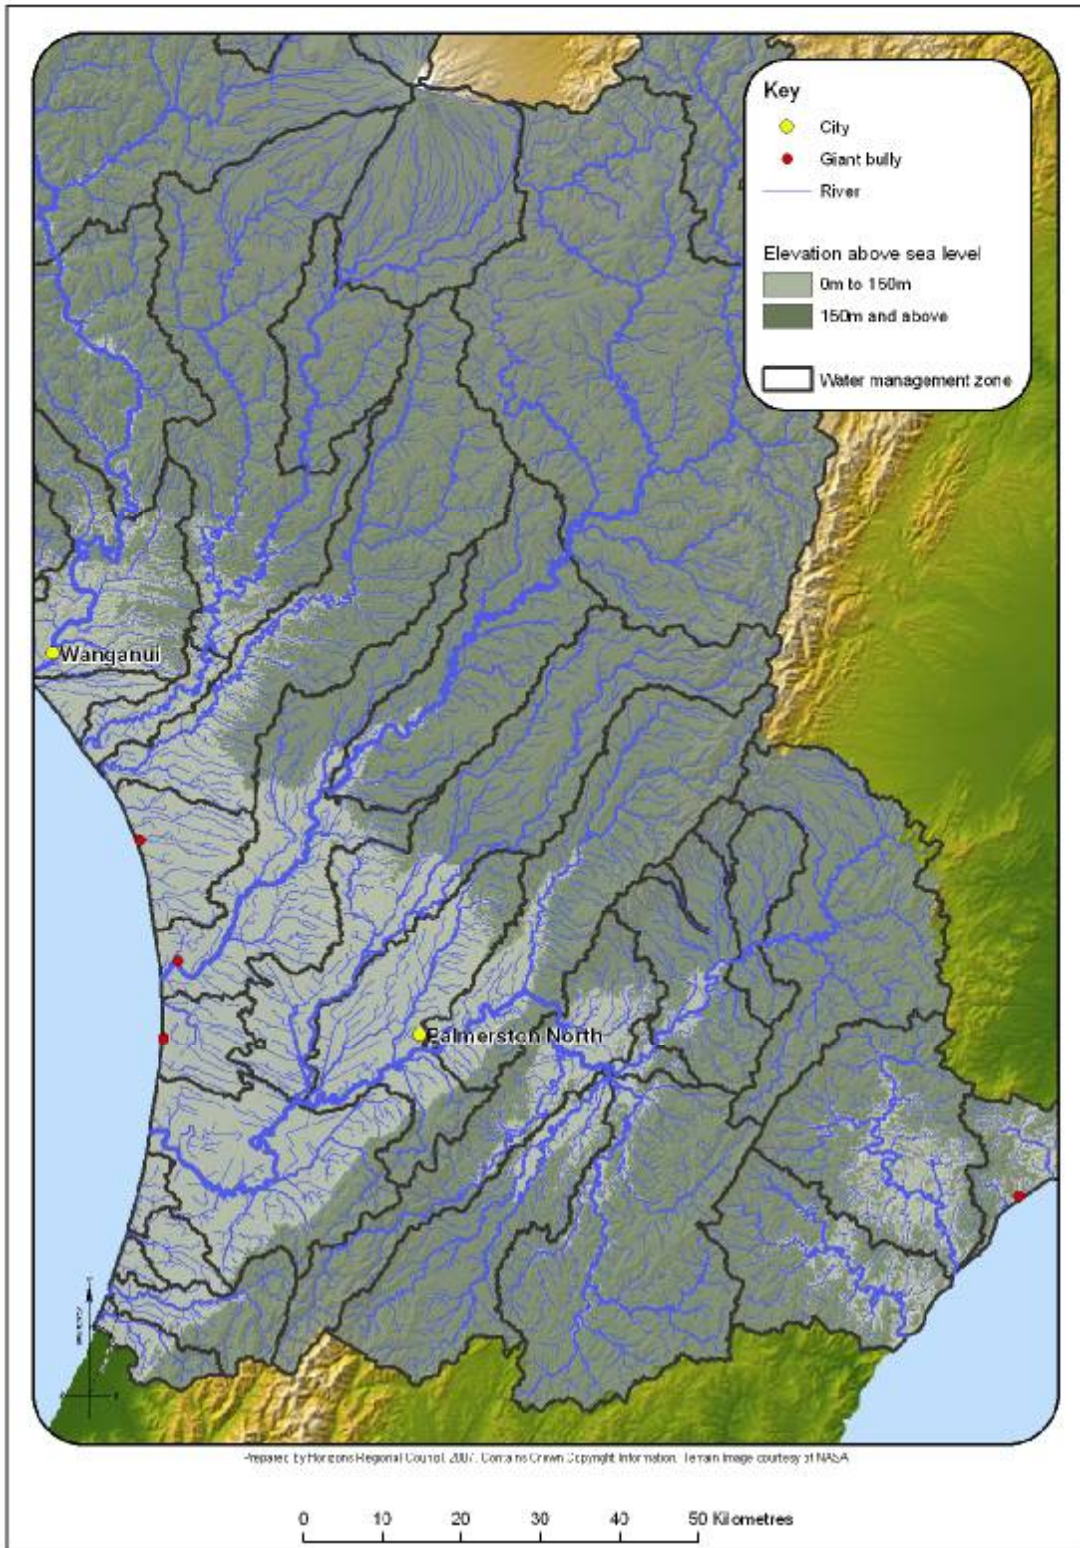 Key
City
Giant bully
River
Elevation above sea level
0m to 150m
150m and above
Water management zone
Wanganui
Palmerston North
Prepared by Horizons Regional Council, 2007. Contains Crown Copyright Information. Terrain Image courtesy of NASA
0 10 20 30 40 50 Kilometres